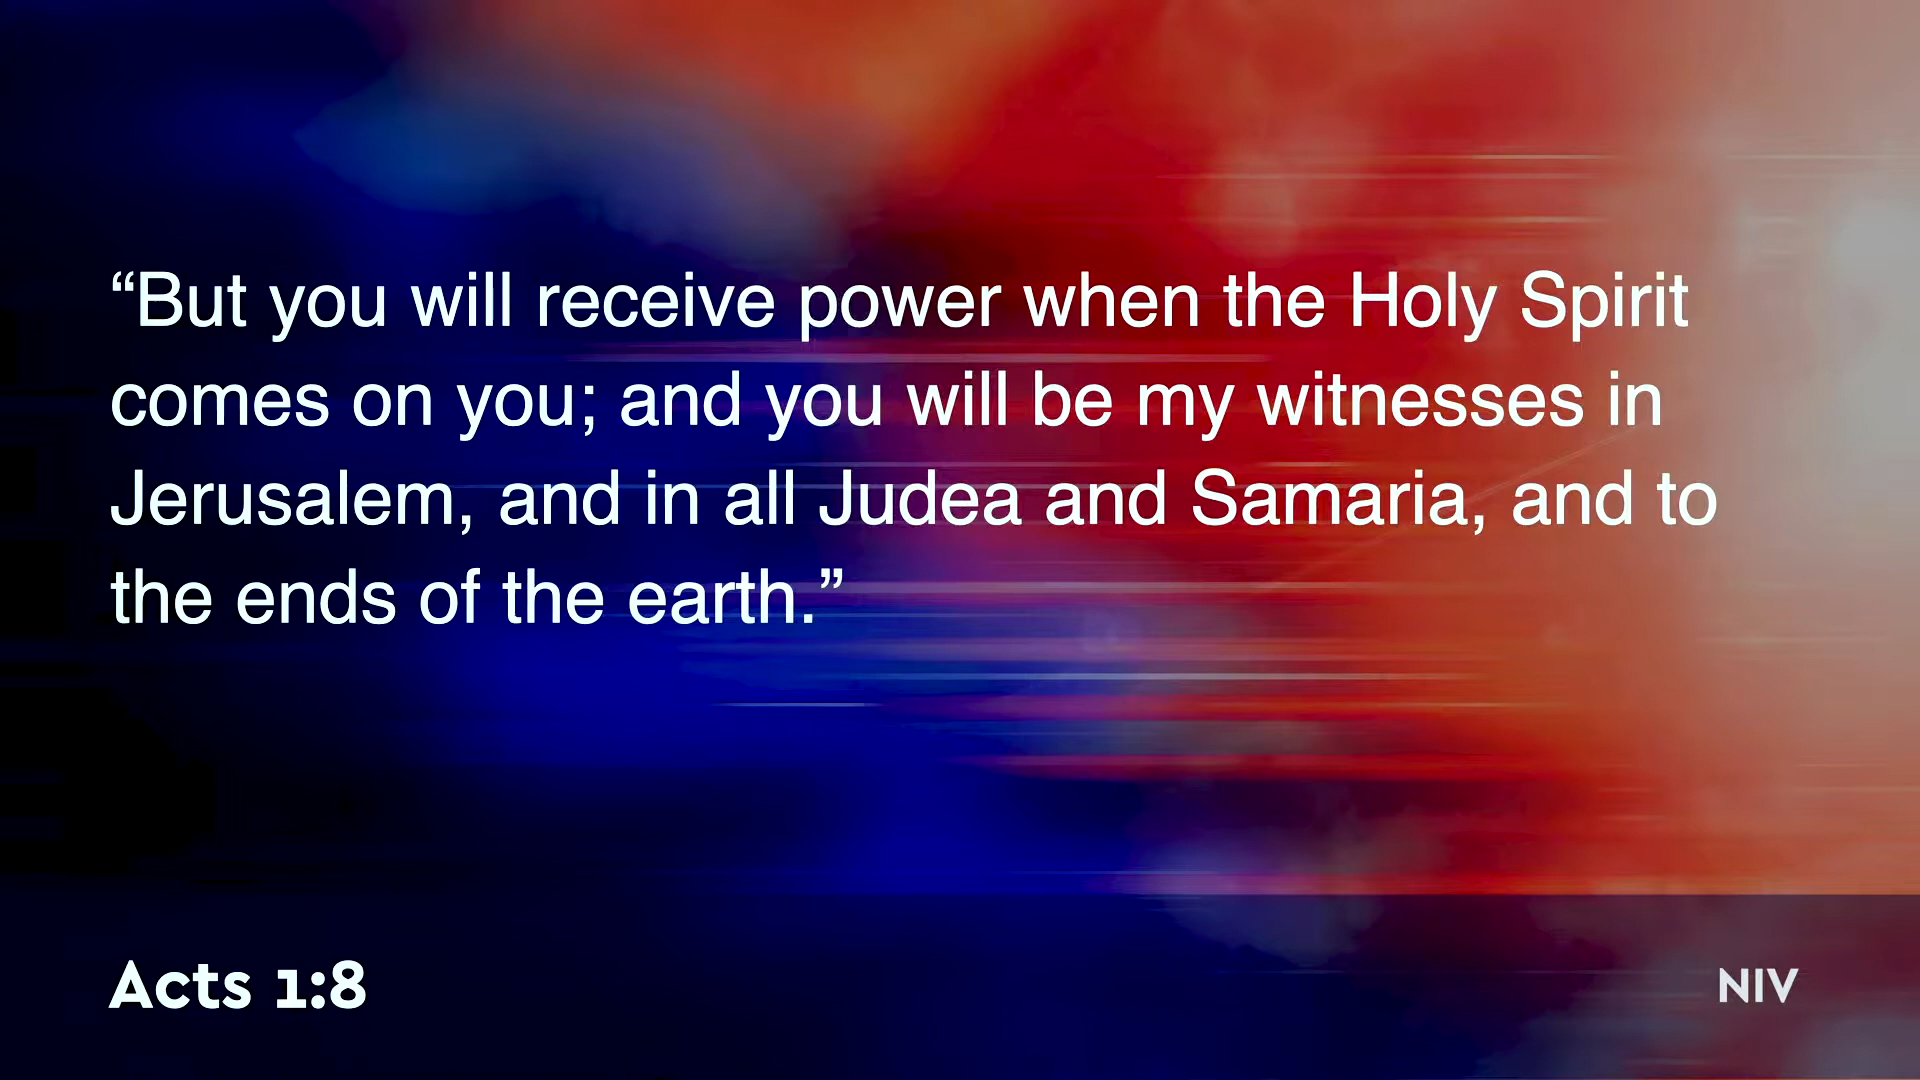 “But you will receive power when the Holy Spirit
comes on you; and you will be my witnesses in
Jerusalem, and in all Judea and Samaria, and to
the ends of the earth.”
Acts 1:8
NIV